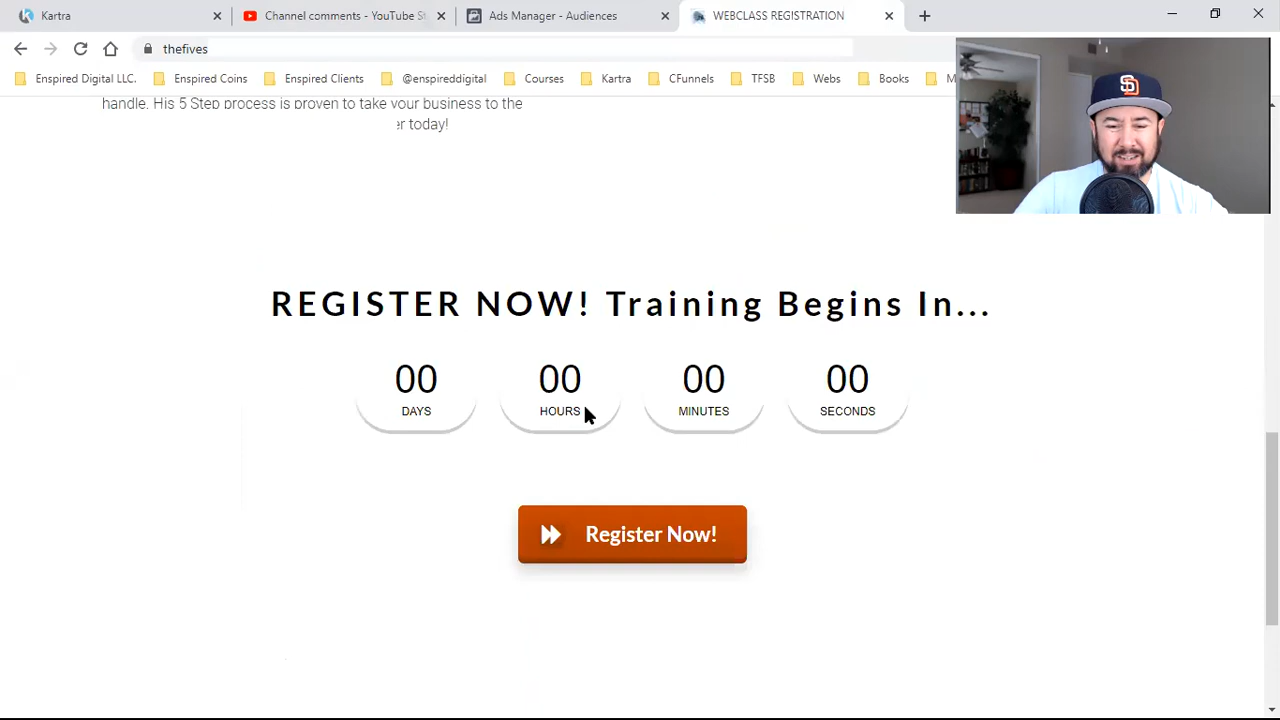 Kartra
Channel comments - YouTube S
Ads Manager - Audiences
WEBCLASS REGISTRATION
thefives
Enspired Digital LLC.
Enspired Coins
Enspired Clients
@enspireddigital
Courses
Kartra
CFunnels
TFSB
Webs
Books
M
handle. His 5 Step process is proven to take your business to the
er today!
SD
REGISTER NOW! Training Begins In...
00 00 00 00
DAYS HOURS MINUTES SECONDS
Register Now!